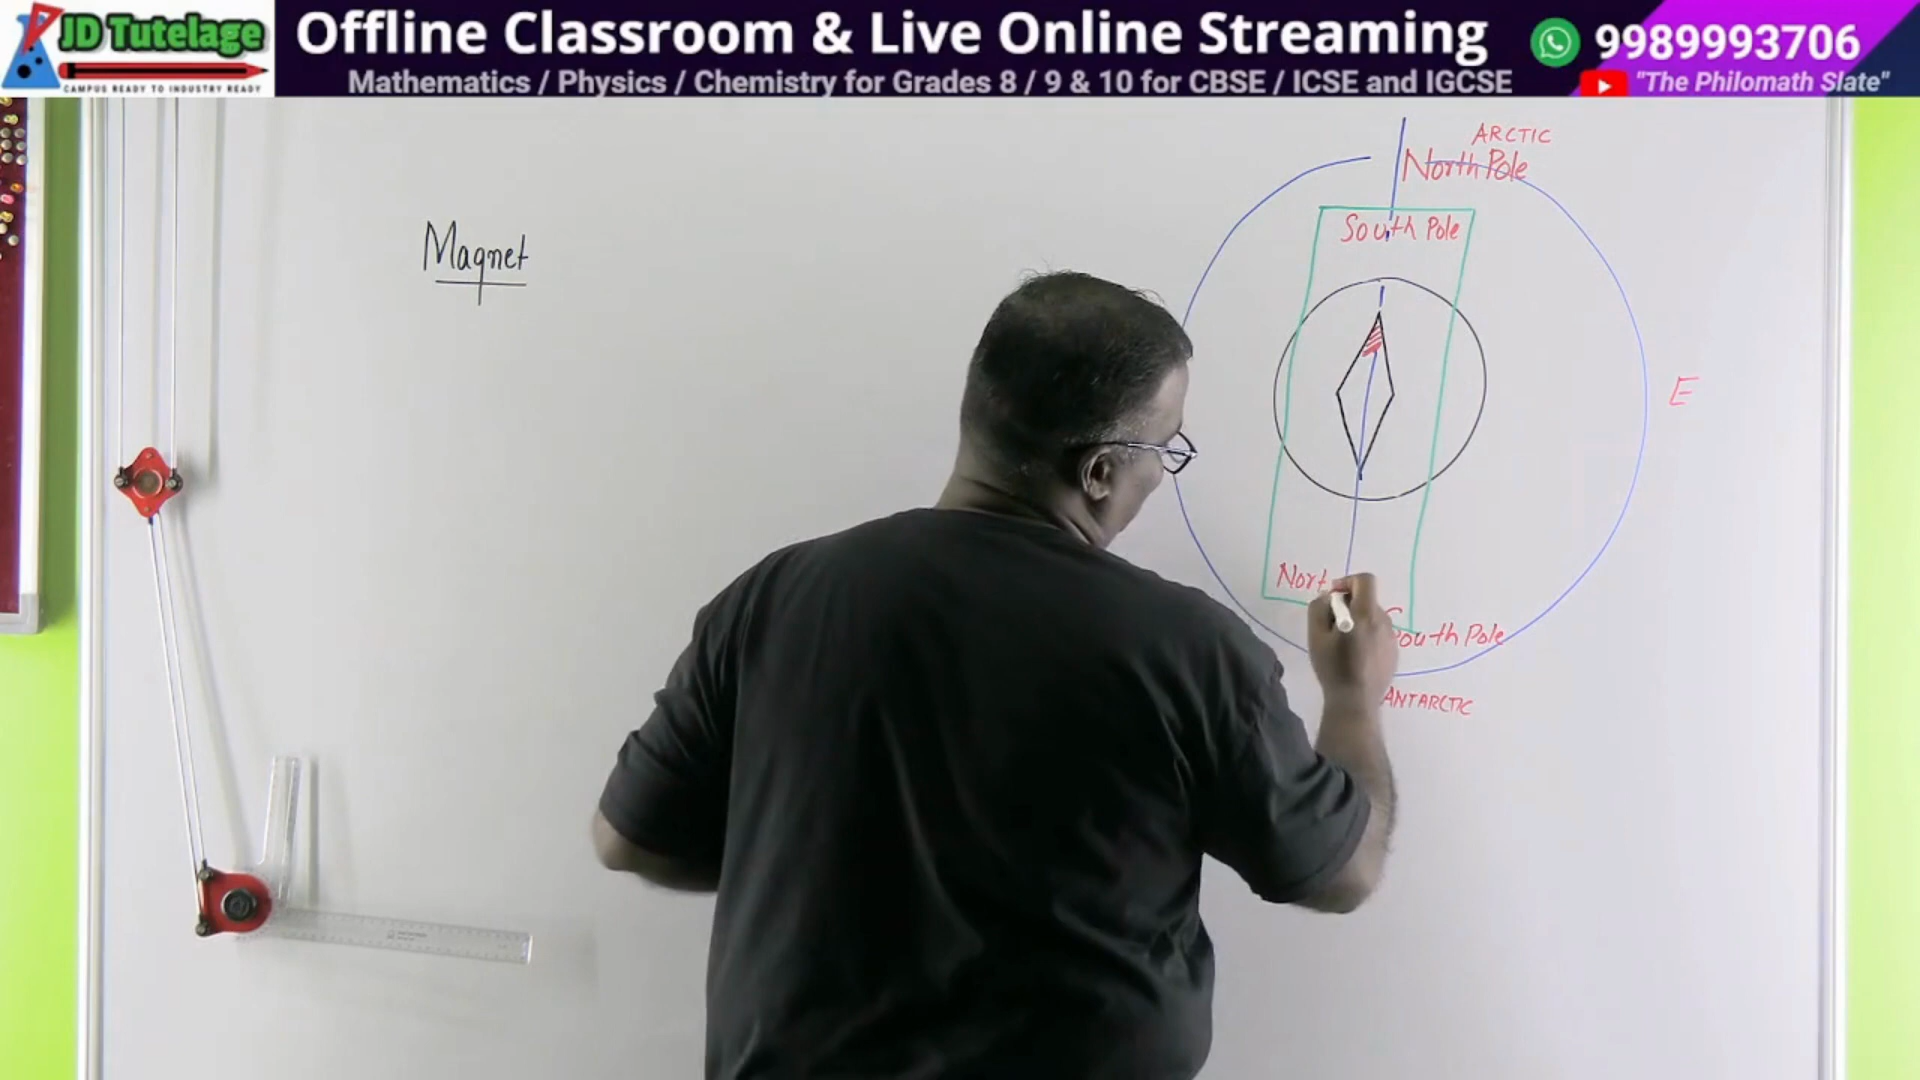 JD Tutelage
CAMPUS READY TO INDUSTRY READY
Offline Classroom & Live Online Streaming
9989993706
Mathematics / Physics / Chemistry for Grades 8 / 9 & 10 for CBSE / ICSE and IGCSE
"The Philomath Slate"
ARCTIC
North Pole
Magnet
South Pole
E
Nort
South Pole
ANTARCTIC